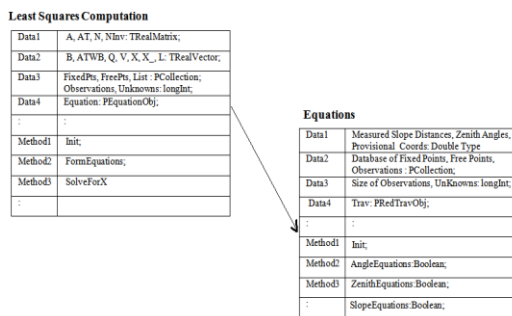 Least Squares Computation
Data1 A, AT, N, NInv: TRealMatrix;
Data2 B, ATWB, Q, V, X, X_, L: TRealVector;
Data3 FixedPts, FreePts, List : PCollection;
Observations, Unknowns: longInt;
Data4 Equation: PEquationObj;
: :
Method1 Init;
Method2 FormEquations;
Method3 SolveForX
:
Equations
Data1 Measured Slope Distances, Zenith Angles,
Provisional Coords: Double Type
Data2 Database of Fixed Points, Free Points,
Observations : PCollection;
Data3 Size of Observations, UnKnowns: longInt;
Data4 Trav: PRedTravObj;
: :
Method1 Init;
Method2 AngleEquations:Boolean;
Method3 ZenithEquations:Boolean;
: SlopeEquations:Boolean;